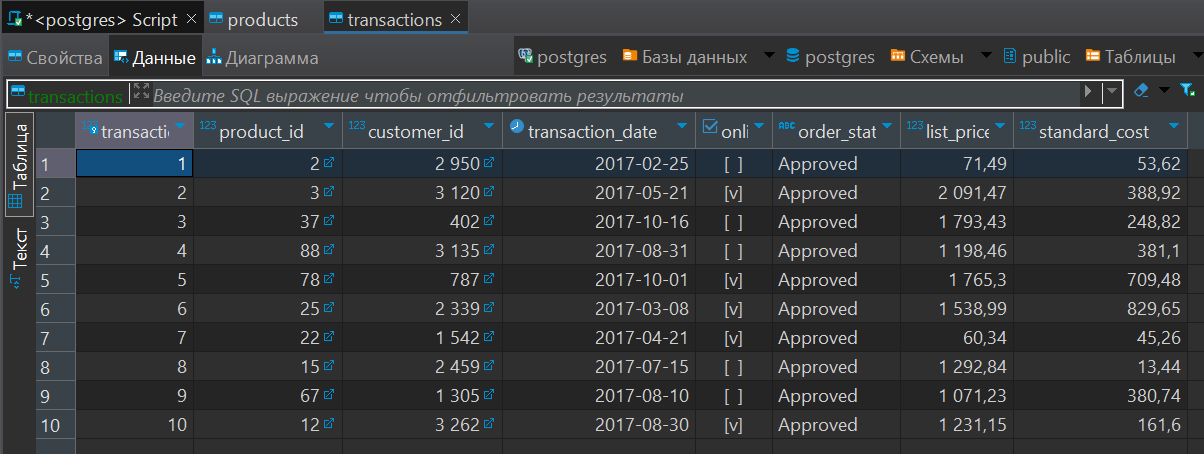 *<postgres> Script products transactions
Свойства Данные Диаграмма postgres Базы данных postgres Схемы public Таблицы
transactions Введите SQL выражение чтобы отфильтровать результаты
Таблица
Текст
transacti 123 product_id 123 customer_id transaction_date onli ABC order_stat 123 list_price 123 standard_cost
1 1 2 2 950 2017-02-25 [ ] Approved 71,49 53,62
2 2 3 3 120 2017-05-21 [v] Approved 2 091,47 388,92
3 3 37 402 2017-10-16 [ ] Approved 1 793,43 248,82
4 4 88 3 135 2017-08-31 [ ] Approved 1 198,46 381,1
5 5 78 787 2017-10-01 [v] Approved 1 765,3 709,48
6 6 25 2 339 2017-03-08 [v] Approved 1 538,99 829,65
7 7 22 1 542 2017-04-21 [v] Approved 60,34 45,26
8 8 15 2 459 2017-07-15 [ ] Approved 1 292,84 13,44
9 9 67 1 305 2017-08-10 [ ] Approved 1 071,23 380,74
10 10 12 3 262 2017-08-30 [v] Approved 1 231,15 161,6